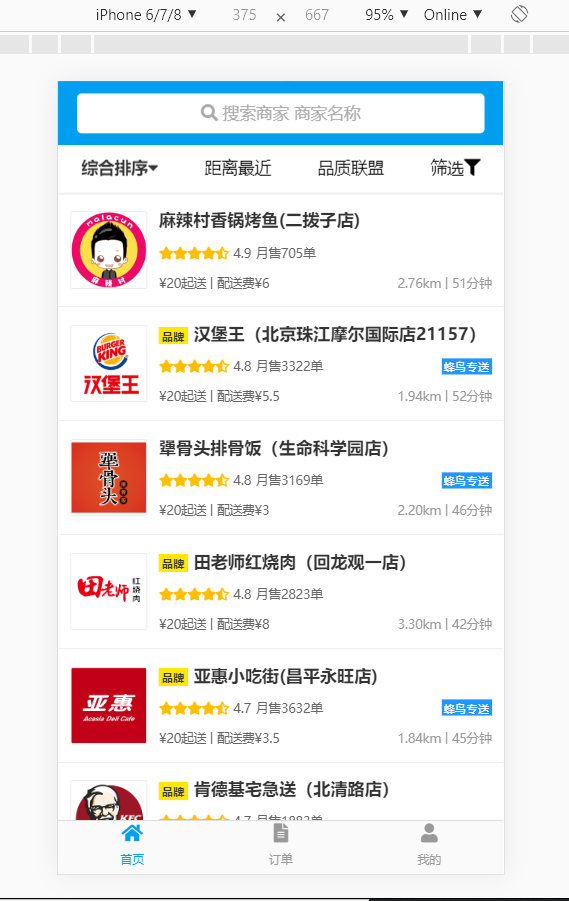 iPhone 6/7/8 ▼ 375 × 667 95% ▼ Online ▼
搜索商家 商家名称
综合排序 距离最近 品质联盟 筛选
malacun
麻辣村
麻辣村香锅烤鱼(二拨子店)
4.9 月售705单
¥20起送 | 配送费¥6 2.76km | 51分钟
BURGER KING
汉堡王
品牌 汉堡王（北京珠江摩尔国际店21157）
4.8 月售3322单 蜂鸟专送
¥20起送 | 配送费¥5.5 1.94km | 52分钟
犟骨头
犟骨头排骨饭（生命科学园店）
4.8 月售3169单 蜂鸟专送
¥20起送 | 配送费¥3 2.20km | 46分钟
田老师 红烧肉
品牌 田老师红烧肉（回龙观一店）
4.8 月售2823单
¥20起送 | 配送费¥8 3.30km | 42分钟
亚惠
Acasia Deli Cafe
品牌 亚惠小吃街(昌平永旺店)
4.7 月售3632单 蜂鸟专送
¥20起送 | 配送费¥3.5 1.84km | 45分钟
KFC
品牌 肯德基宅急送（北清路店）
首页 订单 我的